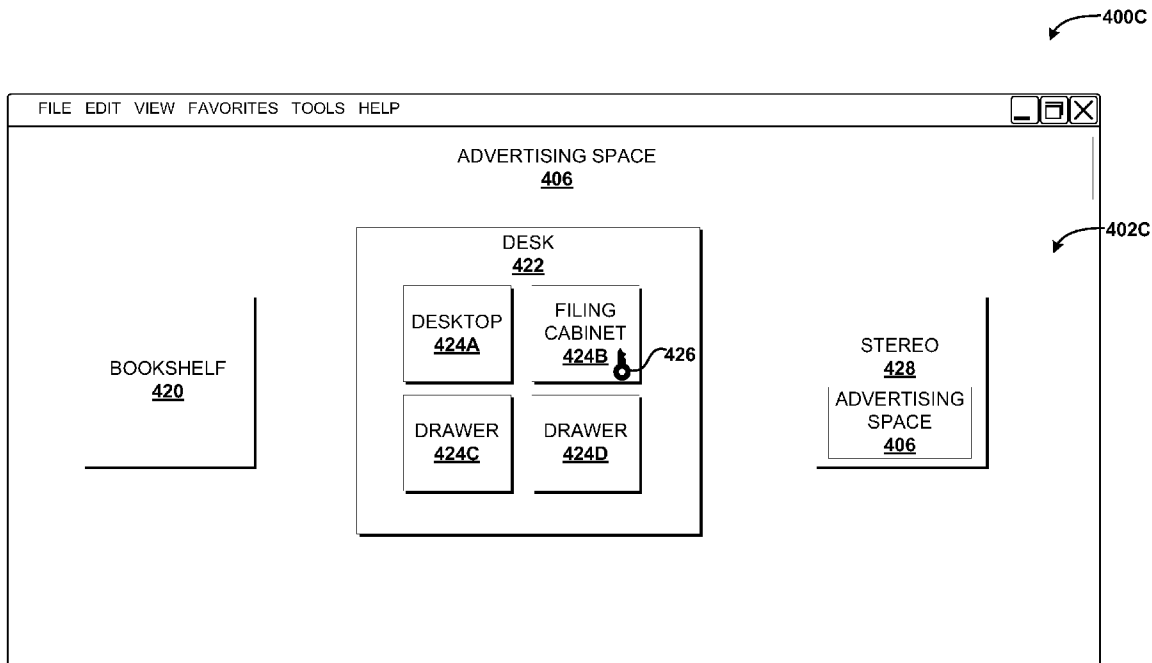 400C
FILE EDIT VIEW FAVORITES TOOLS HELP
ADVERTISING SPACE
406
402C
DESK
422
DESKTOP
424A
FILING
CABINET
424B
426
DRAWER
424C
DRAWER
424D
BOOKSHELF
420
STEREO
428
ADVERTISING
SPACE
406